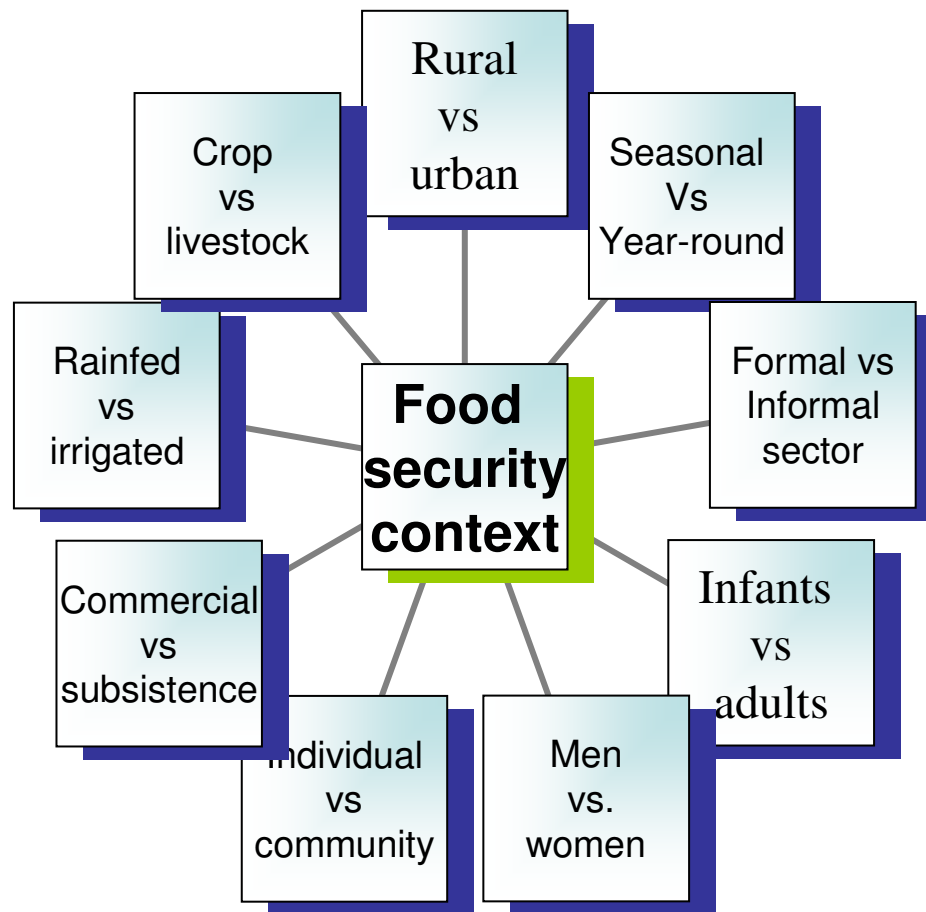 Rural
vs
urban
Seasonal
Vs
Year-round
Formal vs
Informal
sector
Infants
vs
adults
Men
vs.
women
Individual
vs
community
Commercial
vs
subsistence
Rainfed
vs
irrigated
Crop
vs
livestock
Food
security
context